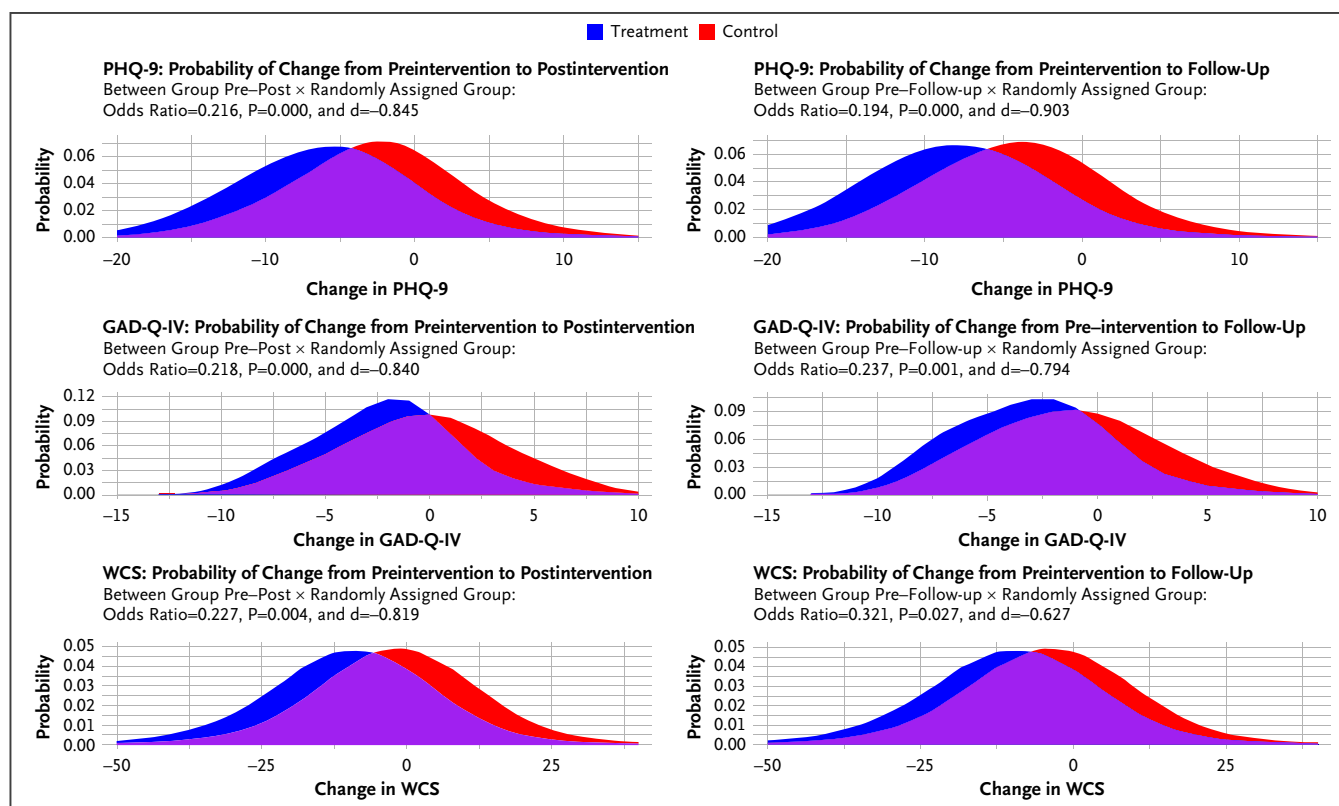 Treatment Control
PHQ-9: Probability of Change from Preintervention to Postintervention
Between Group Pre–Post × Randomly Assigned Group:
Odds Ratio=0.216, P=0.000, and d=–0.845
Probability
0.06
0.04
0.02
0.00
–20 –10 0 10
Change in PHQ-9
PHQ-9: Probability of Change from Preintervention to Follow-Up
Between Group Pre–Follow-up × Randomly Assigned Group:
Odds Ratio=0.194, P=0.000, and d=–0.903
Probability
0.06
0.04
0.02
0.00
–20 –10 0 10
Change in PHQ-9
GAD-Q-IV: Probability of Change from Preintervention to Postintervention
Between Group Pre–Post × Randomly Assigned Group:
Odds Ratio=0.218, P=0.000, and d=–0.840
Probability
0.12
0.09
0.06
0.03
0.00
–15 –10 –5 0 5 10
Change in GAD-Q-IV
GAD-Q-IV: Probability of Change from Pre–intervention to Follow-Up
Between Group Pre–Follow-up × Randomly Assigned Group:
Odds Ratio=0.237, P=0.001, and d=–0.794
Probability
0.09
0.06
0.03
0.00
–15 –10 –5 0 5 10
Change in GAD-Q-IV
WCS: Probability of Change from Preintervention to Postintervention
Between Group Pre–Post × Randomly Assigned Group:
Odds Ratio=0.227, P=0.004, and d=–0.819
Probability
0.05
0.04
0.03
0.02
0.01
0.00
–50 –25 0 25
Change in WCS
WCS: Probability of Change from Preintervention to Follow-Up
Between Group Pre–Follow-up × Randomly Assigned Group:
Odds Ratio=0.321, P=0.027, and d=–0.627
Probability
0.05
0.04
0.03
0.02
0.01
0.00
–50 –25 0 25
Change in WCS